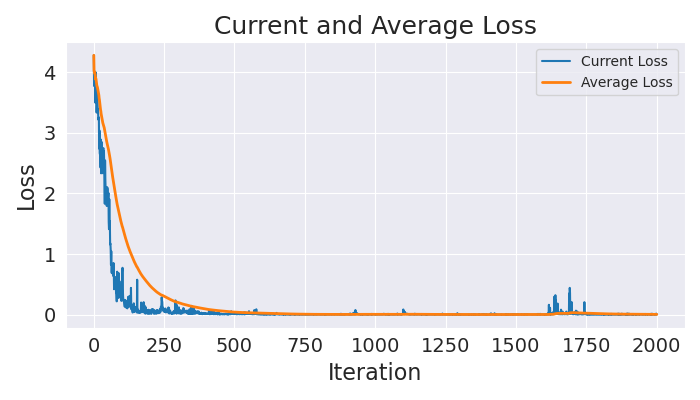 Current and Average Loss
Current Loss
Average Loss
Loss
4
3
2
1
0
0 250 500 750 1000 1250 1500 1750 2000
Iteration